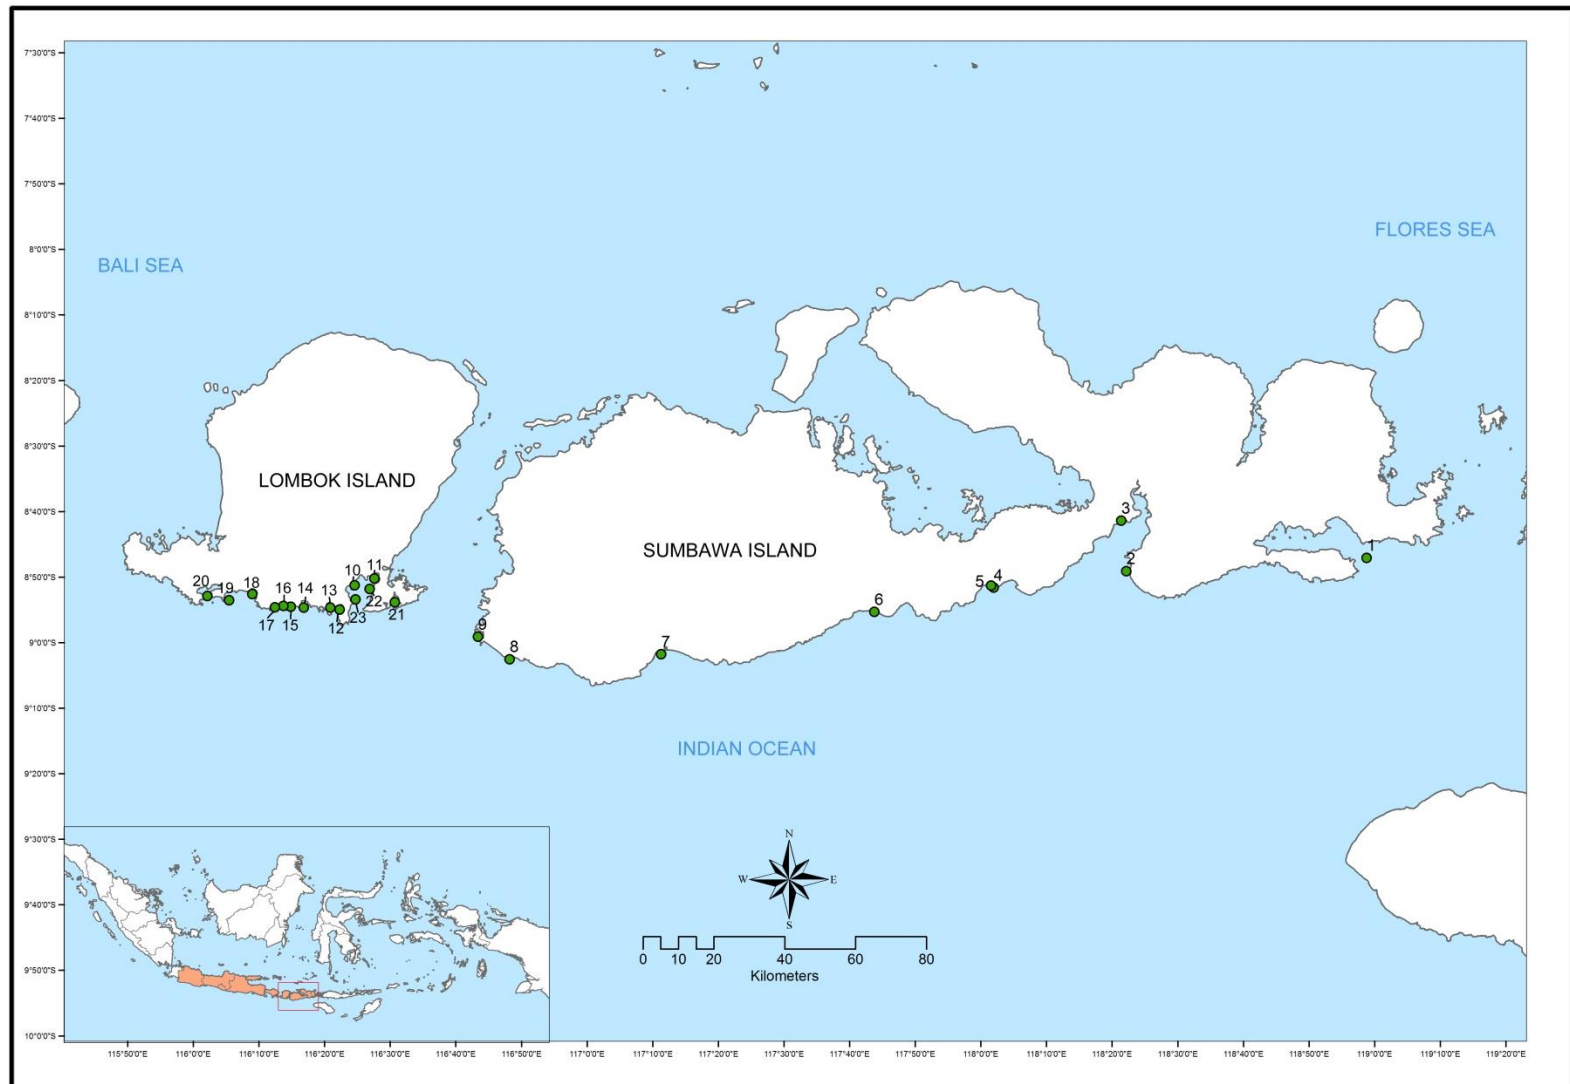 7°30'0"S
7°40'0"S
7°50'0"S
8°0'0"S
FLORES SEA
BALI SEA
8°10'0"S
8°20'0"S
8°30'0"S
LOMBOK ISLAND
8°40'0"S
3
SUMBAWA ISLAND
1
8°50'0"S
20 19 18 16 14 13 10 11
2
5 4
17 15 12 23 22 21
6
9°0'0"S
9
8
7
9°10'0"S
INDIAN OCEAN
9°20'0"S
9°30'0"S
N
W E
S
9°40'0"S
9°50'0"S
0 10 20 40 60 80
Kilometers
10°0'0"S
115°50'0"E 116°0'0"E 116°10'0"E 116°20'0"E 116°30'0"E 116°40'0"E 116°50'0"E 117°0'0"E 117°10'0"E 117°20'0"E 117°30'0"E 117°40'0"E 117°50'0"E 118°0'0"E 118°10'0"E 118°20'0"E 118°30'0"E 118°40'0"E 118°50'0"E 119°0'0"E 119°10'0"E 119°20'0"E